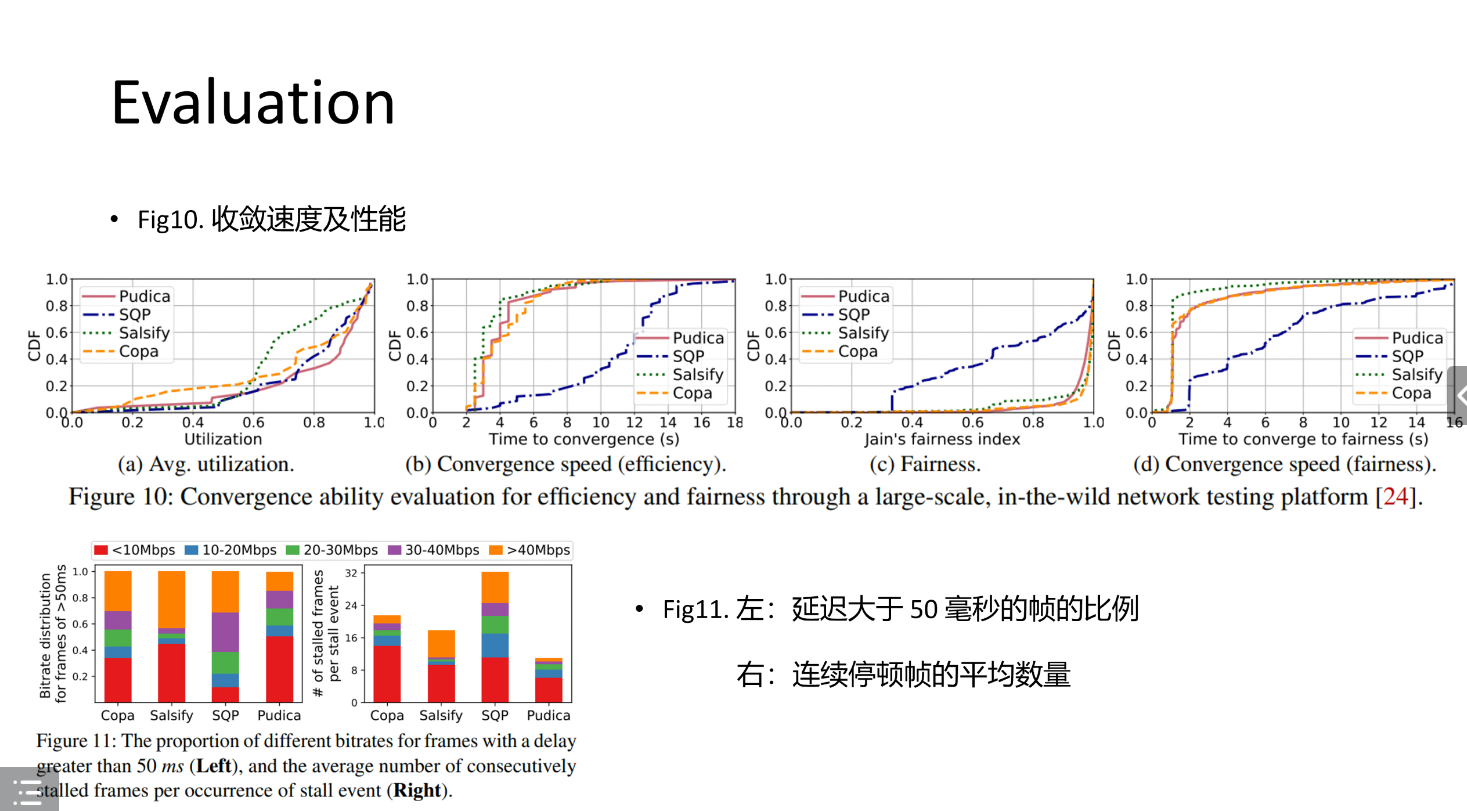 Evaluation
• Fig10. 收敛速度及性能
1.0 0.8 0.6 0.4 0.2 0.0
CDF
Pudica
SQP
Salsify
Copa
0.0 0.2 0.4 0.6 0.8 1.0
Utilization
(a) Avg. utilization.
1.0 0.8 0.6 0.4 0.2 0.0
CDF
Pudica
SQP
Salsify
Copa
0 2 4 6 8 10 12 14 16 18
Time to convergence (s)
(b) Convergence speed (efficiency).
1.0 0.8 0.6 0.4 0.2 0.0
CDF
Pudica
SQP
Salsify
Copa
0.0 0.2 0.4 0.6 0.8 1.0
Jain's fairness index
(c) Fairness.
1.0 0.8 0.6 0.4 0.2 0.0
CDF
Pudica
SQP
Salsify
Copa
0 2 4 6 8 10 12 14 16
Time to converge to fairness (s)
(d) Convergence speed (fairness).
Figure 10: Convergence ability evaluation for efficiency and fairness through a large-scale, in-the-wild network testing platform [24].
<10Mbps 10-20Mbps 20-30Mbps 30-40Mbps >40Mbps
Bitrate distribution
for frames of >50ms
1.0 0.8 0.6 0.4 0.2
Copa Salsify SQP Pudica
# of stalled frames
per stall event
32 24 16 8 0
Copa Salsify SQP Pudica
• Fig11. 左：延迟大于 50 毫秒的帧的比例
右：连续停顿帧的平均数量
Figure 11: The proportion of different bitrates for frames with a delay
greater than 50 ms (Left), and the average number of consecutively
stalled frames per occurrence of stall event (Right).